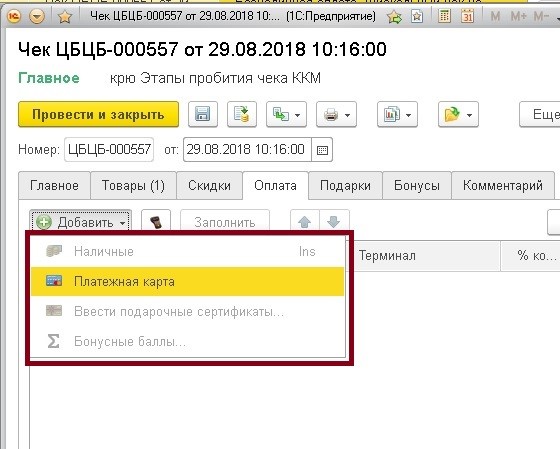 Чек ЦБЦБ-000557 от 29.08.2018 10:... (1С:Предприятие)
M M+ M-
Чек ЦБЦБ-000557 от 29.08.2018 10:16:00
Главное крю Этапы пробития чека ККМ
Провести и закрыть Еще
Номер: ЦБЦБ-000557 от: 29.08.2018 10:16:00
Главное Товары (1) Скидки Оплата Подарки Бонусы Комментарий
Добавить Заполнить
Наличные Ins Терминал % ко...
Платежная карта
Ввести подарочные сертификаты...
Бонусные баллы...